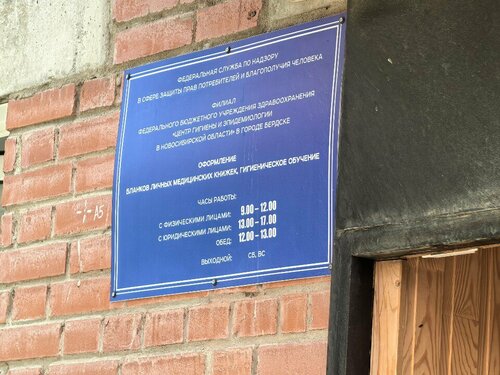 ФЕДЕРАЛЬНАЯ СЛУЖБА ПО НАДЗОРУ
В СФЕРЕ ЗАЩИТЫ ПРАВ ПОТРЕБИТЕЛЕЙ И БЛАГОПОЛУЧИЯ ЧЕЛОВЕКА
ФИЛИАЛ
ФЕДЕРАЛЬНОГО БЮДЖЕТНОГО УЧРЕЖДЕНИЯ ЗДРАВООХРАНЕНИЯ
«ЦЕНТР ГИГИЕНЫ И ЭПИДЕМИОЛОГИИ
В НОВОСИБИРСКОЙ ОБЛАСТИ» В ГОРОДЕ БЕРДСКЕ
ОФОРМЛЕНИЕ
БЛАНКОВ ЛИЧНЫХ МЕДИЦИНСКИХ КНИЖЕК, ГИГИЕНИЧЕСКОЕ ОБУЧЕНИЕ
ЧАСЫ РАБОТЫ:
С ФИЗИЧЕСКИМИ ЛИЦАМИ: 9.00 – 12.00
С ЮРИДИЧЕСКИМИ ЛИЦАМИ: 13.00 – 17.00
ОБЕД: 12.00 – 13.00
ВЫХОДНОЙ: СБ, ВС